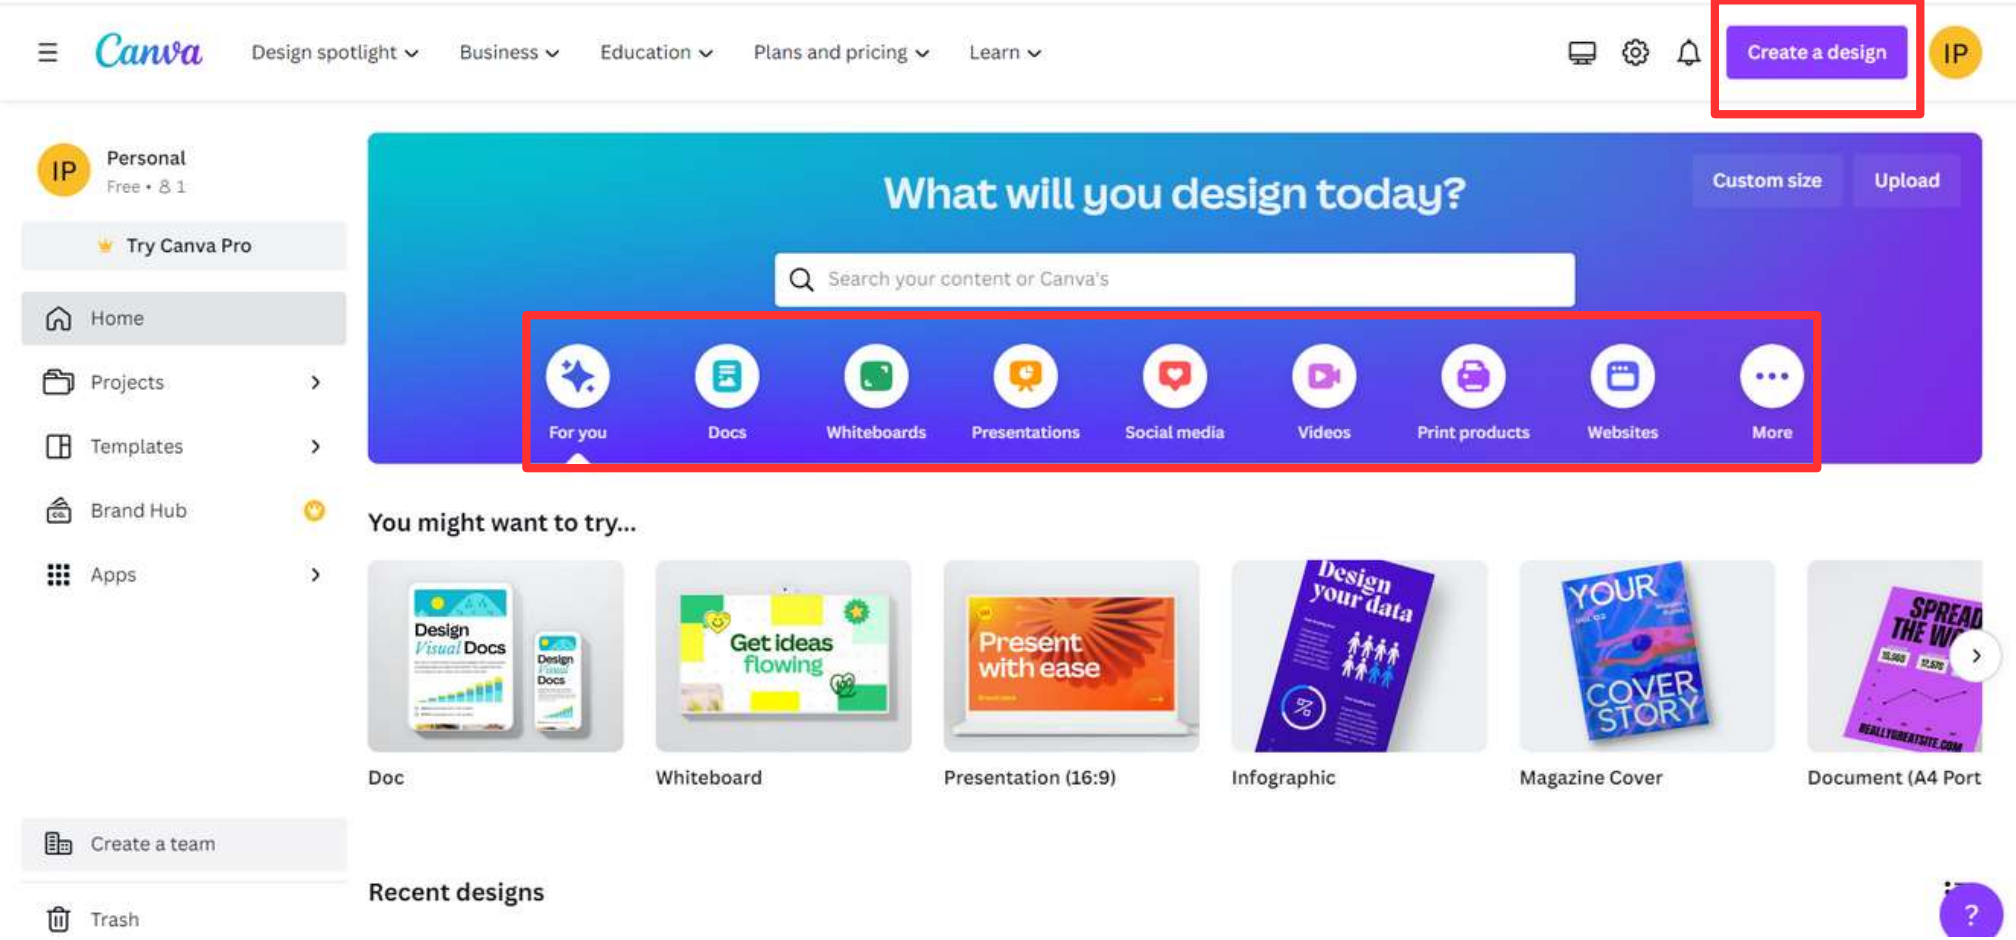 Canva
Design spotlight
Business
Education
Plans and pricing
Learn
Create a design
IP
IP
Personal
Free • 1
Try Canva Pro
Home
Projects
Templates
Brand Hub
Apps
Create a team
Trash
What will you design today?
Custom size
Upload
Search your content or Canva's
For you
Docs
Whiteboards
Presentations
Social media
Videos
Print products
Websites
More
You might want to try...
Design
Visual Docs
Design
Visual
Docs
Get ideas
flowing
100
Present
with ease
Design
your data
%
YOUR
COVER
STORY
SPREAD
THE
REALLYGREATSITE.COM
Doc
Whiteboard
Presentation (16:9)
Infographic
Magazine Cover
Document (A4 Port
Recent designs
?